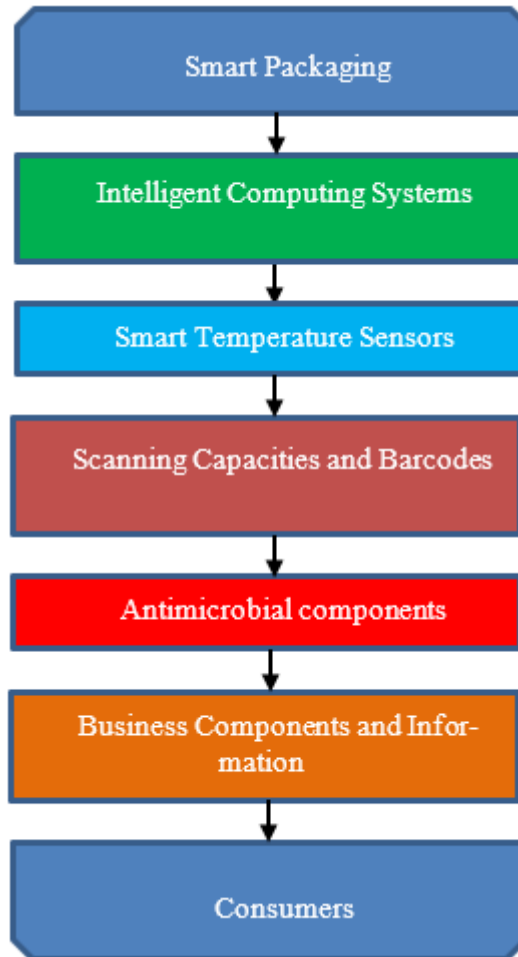 Smart Packaging
Intelligent Computing Systems
Smart Temperature Sensors
Scanning Capacities and Barcodes
Antimicrobial components
Business Components and Infor-
mation
Consumers